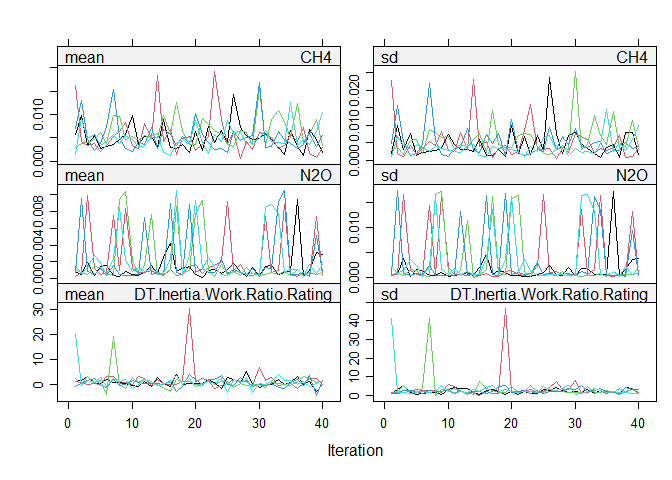 mean CH4 sd CH4
0.000 0.010
0.000 0.010 0.020
mean N2O sd N2O
0.000 0.004 0.008
0.000 0.010
mean DT.Inertia.Work.Ratio.Rating sd DT.Inertia.Work.Ratio.Rating
0 10 20 30
0 10 20 30 40
0 10 20 30 40 0 10 20 30 40
Iteration